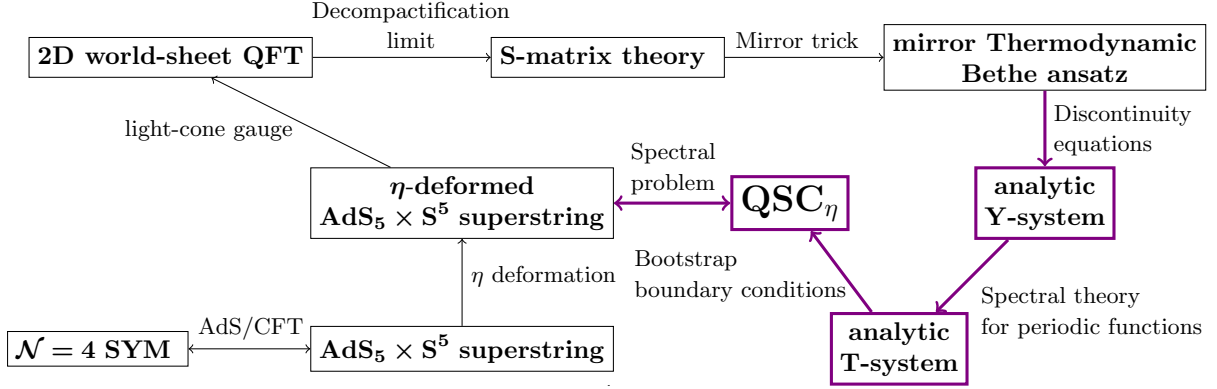 Decompactification
limit
2D world-sheet QFT
S-matrix theory
Mirror trick
mirror Thermodynamic
Bethe ansatz
light-cone gauge
Discontinuity
equations
η-deformed
AdS₅ × S⁵ superstring
Spectral
problem
QSC_η
analytic
Y-system
η deformation
Bootstrap
boundary conditions
Spectral theory
for periodic functions
𝒩 = 4 SYM
AdS/CFT
AdS₅ × S⁵ superstring
analytic
T-system